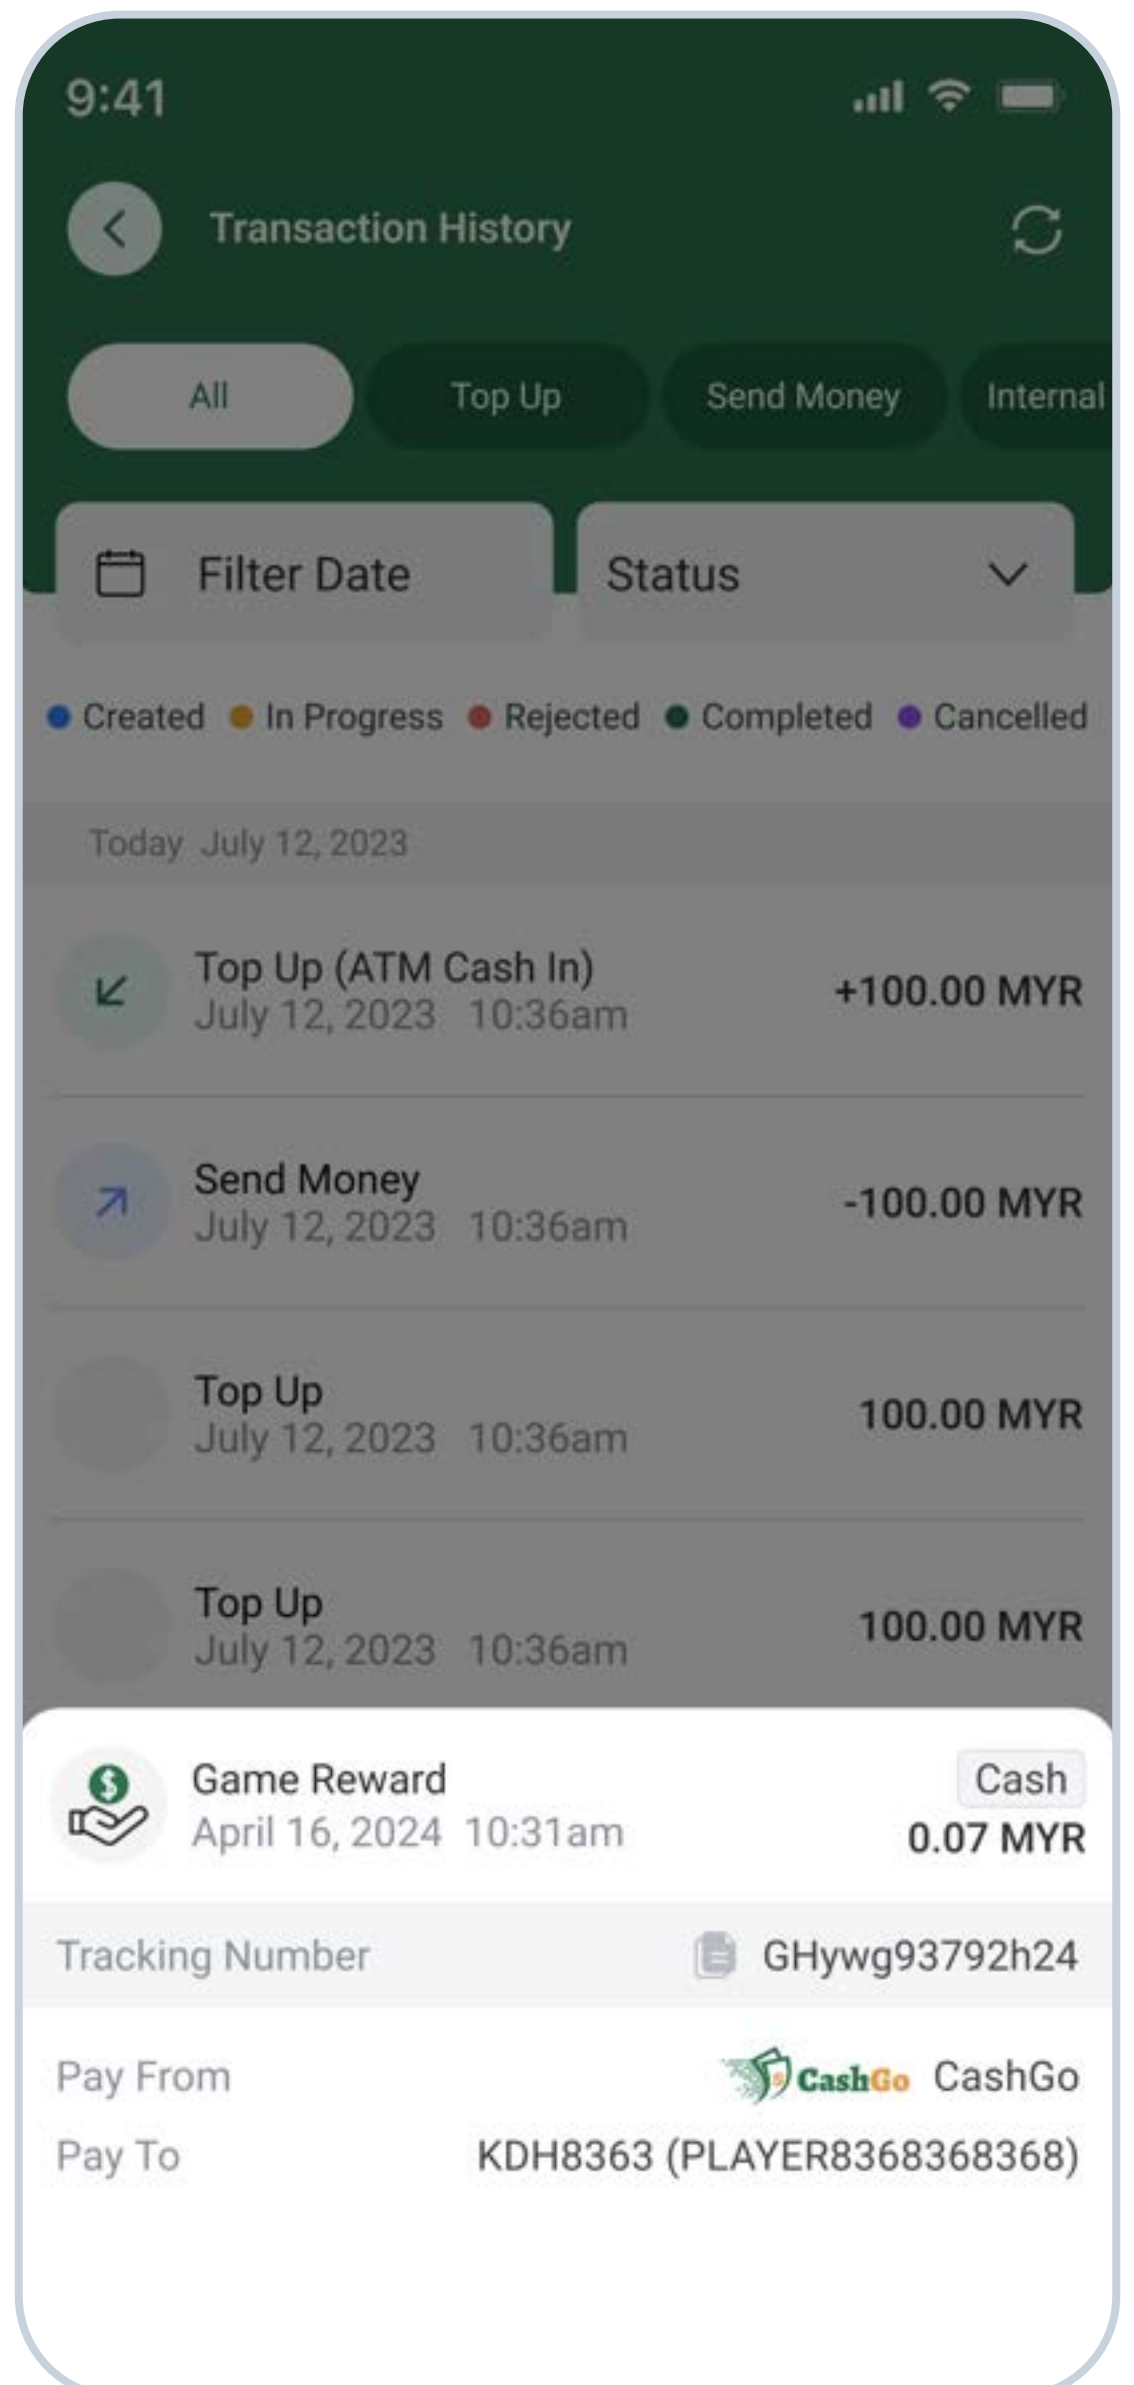 9:41
Transaction History
All Top Up Send Money Internal
Filter Date Status
Created In Progress Rejected Completed Cancelled
Today July 12, 2023
Top Up (ATM Cash In)
+100.00 MYR
July 12, 2023 10:36am
Send Money
-100.00 MYR
July 12, 2023 10:36am
Top Up
100.00 MYR
July 12, 2023 10:36am
Top Up
100.00 MYR
July 12, 2023 10:36am
Game Reward Cash
April 16, 2024 10:31am 0.07 MYR
Tracking Number GHywg93792h24
Pay From CashGo CashGo
Pay To KDH8363 (PLAYER8368368368)